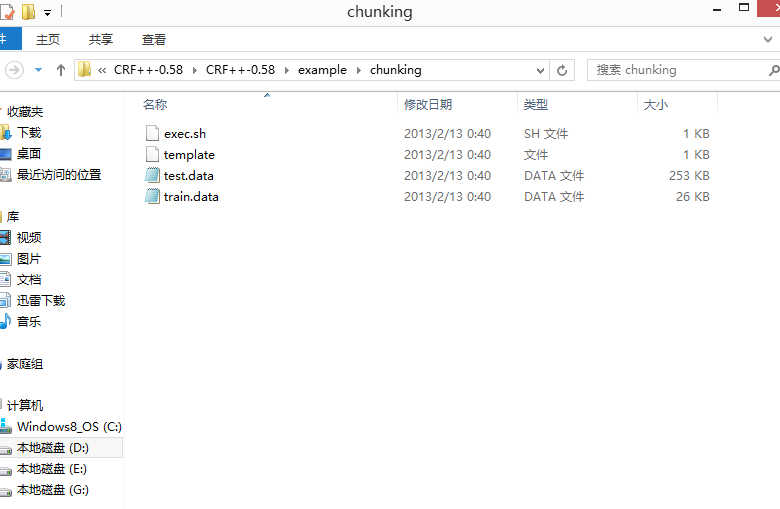 chunking
件 主页 共享 查看
« CRF++-0.58 CRF++-0.58 example chunking 搜索 chunking
名称 修改日期 类型 大小
exec.sh 2013/2/13 0:40 SH 文件 1 KB
template 2013/2/13 0:40 文件 1 KB
test.data 2013/2/13 0:40 DATA 文件 253 KB
train.data 2013/2/13 0:40 DATA 文件 26 KB
收藏夹
下载
桌面
最近访问的位置
库
视频
图片
文档
迅雷下载
音乐
家庭组
计算机
Windows8_OS (C:)
本地磁盘 (D:)
本地磁盘 (E:)
本地磁盘 (G:)